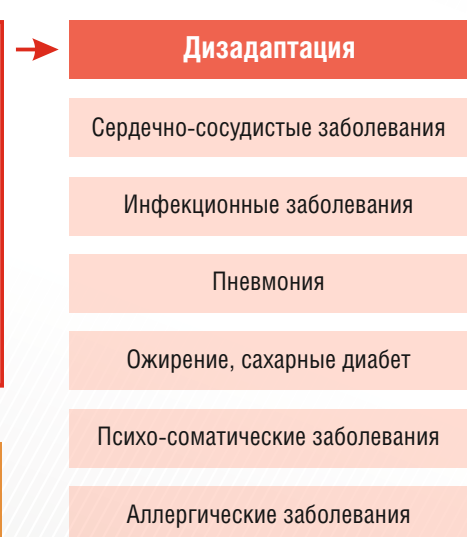 Дизадаптация
Сердечно-сосудистые заболевания
Инфекционные заболевания
Пневмония
Ожирение, сахарные диабет
Психо-соматические заболевания
Аллергические заболевания